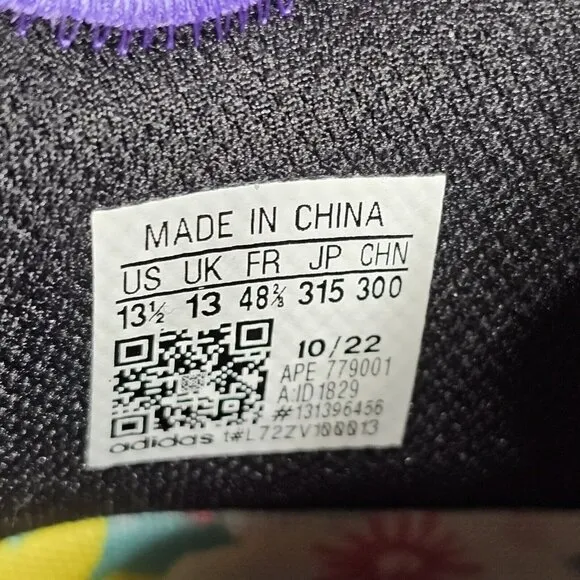 MADE IN CHINA
US UK FR JP CHN
13½ 13 48⅔ 315 300
10/22
APE 779001
A:ID1829
#131396456
adidas t#L72ZV100013